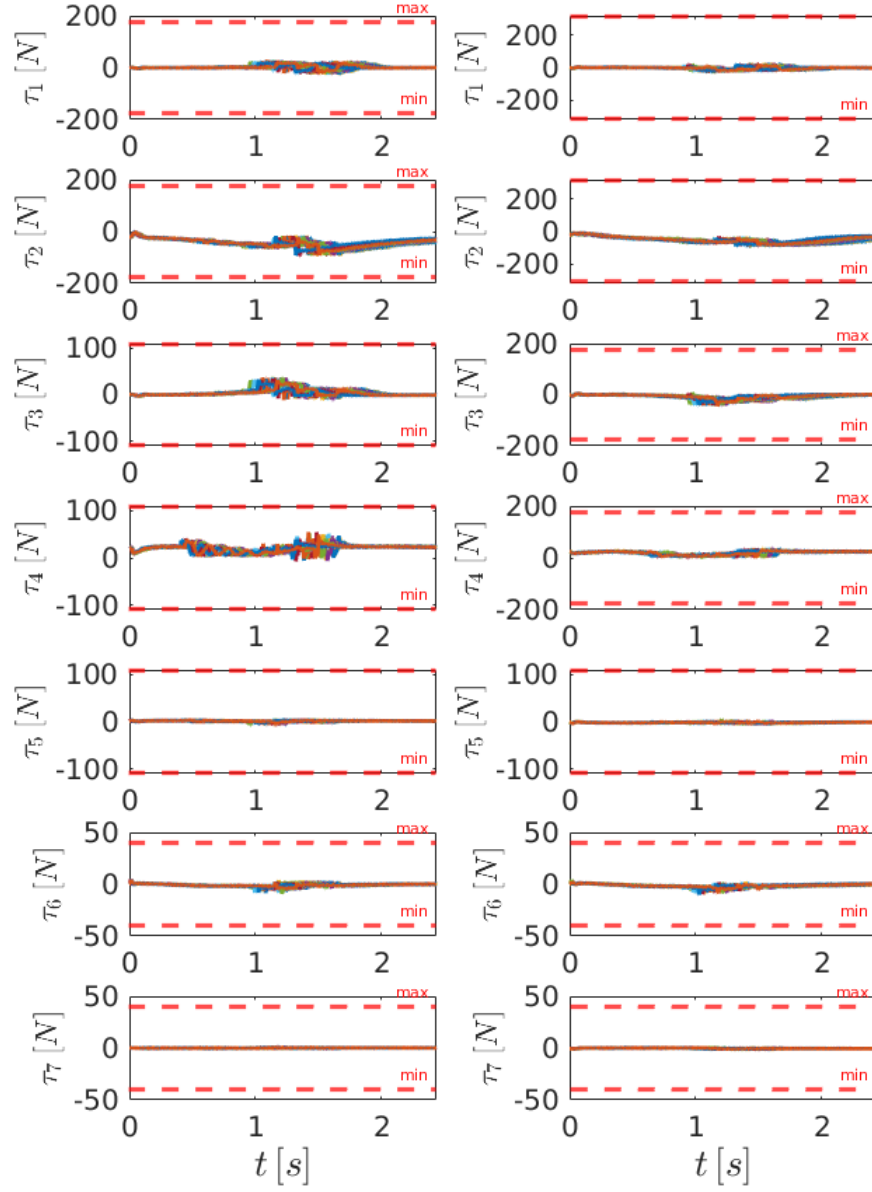 200 max 200
τ1 [N] 0 τ1 [N] 0
-200 min -200 min
0 1 2 0 1 2
200 max 200
τ2 [N] 0 τ2 [N] 0
-200 min -200 min
0 1 2 0 1 2
100 200 max
τ3 [N] 0 τ3 [N] 0
-100 min -200 min
0 1 2 0 1 2
100 200 max
τ4 [N] 0 τ4 [N] 0
-100 min -200 min
0 1 2 0 1 2
100 100
τ5 [N] 0 τ5 [N] 0
-100 min -100 min
0 1 2 0 1 2
50 max 50 max
τ6 [N] 0 τ6 [N] 0
-50 min -50 min
0 1 2 0 1 2
50 max 50 max
τ7 [N] 0 τ7 [N] 0
-50 min -50 min
0 1 2 0 1 2
t [s] t [s]